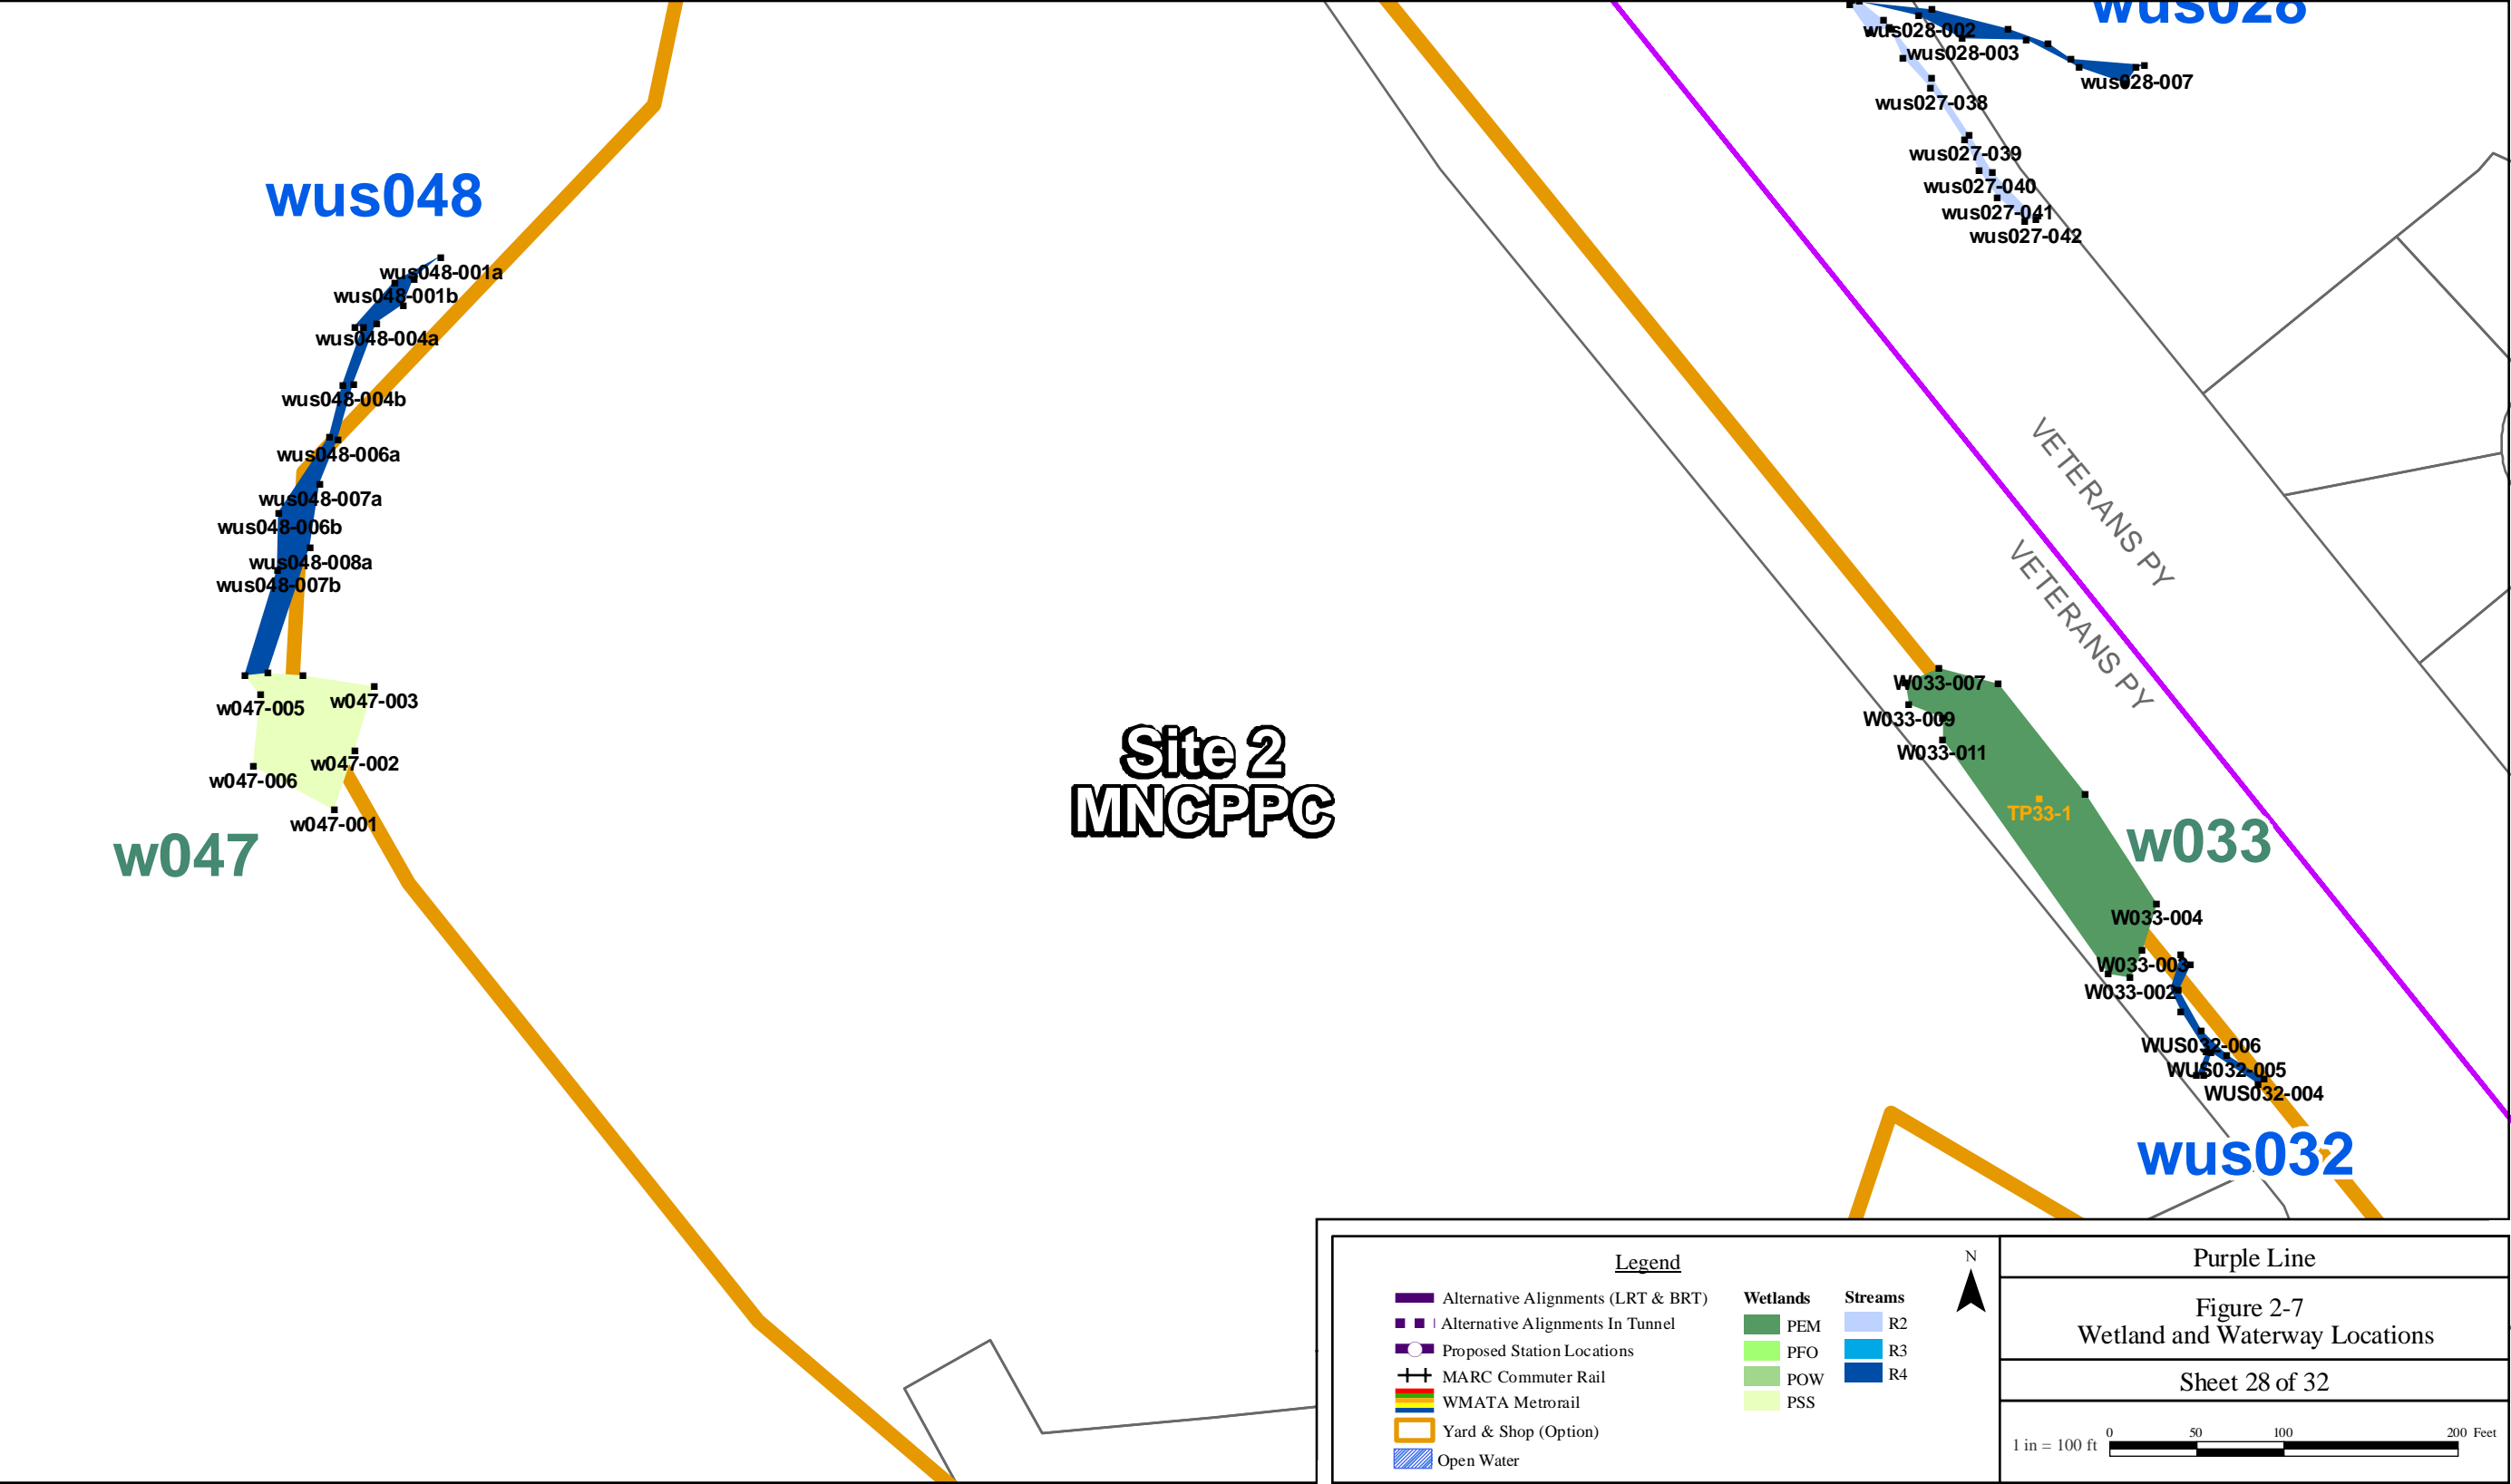 wus028
wus028-002
wus028-003
wus028-007
wus027-038
wus027-039
wus027-040
wus027-041
wus027-042
wus048
wus048-001a
wus048-001b
wus048-004a
wus048-004b
wus048-006a
wus048-007a
wus048-006b
wus048-008a
wus048-007b
VETERANS PY
VETERANS PY
w047-003
w047-005
w047-002
w047-006
w047-001
w047
Site 2
MNCPPC
W033-007
W033-009
W033-011
TP33-1
w033
W033-004
W033-003
W033-002
WUS032-006
WUS032-005
WUS032-004
wus032
Legend
Alternative Alignments (LRT & BRT)
Alternative Alignments In Tunnel
Proposed Station Locations
MARC Commuter Rail
WMATA Metrorail
Yard & Shop (Option)
Open Water
Wetlands
PEM
PFO
POW
PSS
Streams
R2
R3
R4
N
Purple Line
Figure 2-7
Wetland and Waterway Locations
Sheet 28 of 32
1 in = 100 ft
0 50 100 200 Feet